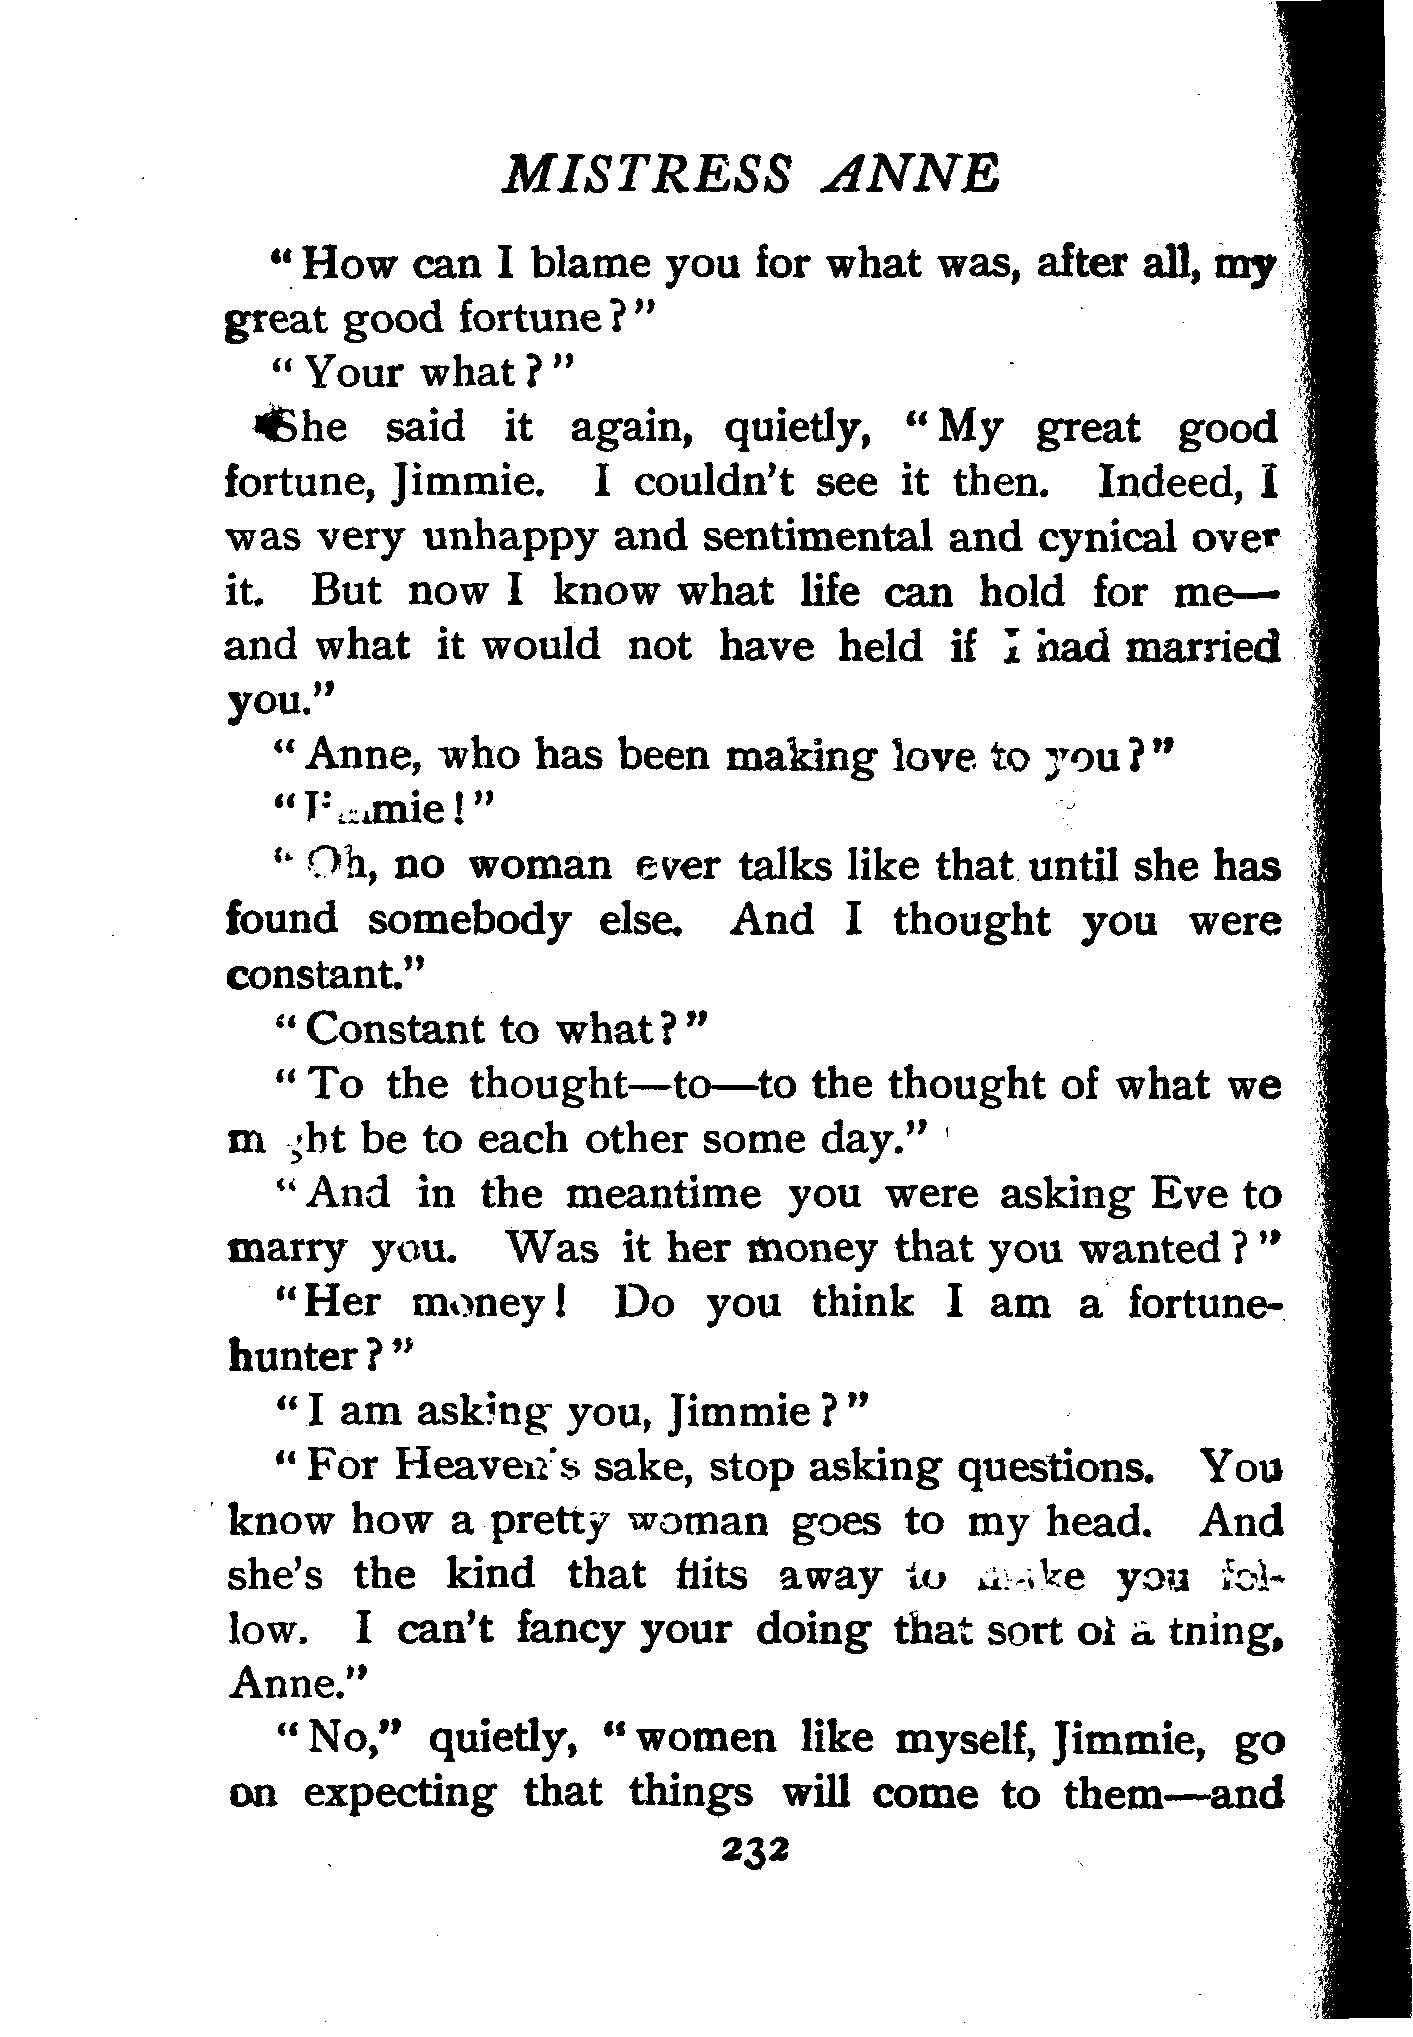 MISTRESS ANNE
"How can I blame you for what was, after all, my
great good fortune?"
"Your what?"
She said it again, quietly, "My great good
fortune, Jimmie. I couldn't see it then. Indeed, I
was very unhappy and sentimental and cynical over
it. But now I know what life can hold for me—
and what it would not have held if I had married
you."
"Anne, who has been making love to you?"
"Jimmie!"
"Oh, no woman ever talks like that until she has
found somebody else. And I thought you were
constant."
"Constant to what?"
"To the thought—to—to the thought of what we
might be to each other some day."
"And in the meantime you were asking Eve to
marry you. Was it her money that you wanted?"
"Her money! Do you think I am a fortune-
hunter?"
"I am asking you, Jimmie?"
"For Heaven's sake, stop asking questions. You
know how a pretty woman goes to my head. And
she's the kind that flits away to make you fol-
low. I can't fancy your doing that sort of a thing,
Anne."
"No," quietly, "women like myself, Jimmie, go
on expecting that things will come to them—and
232